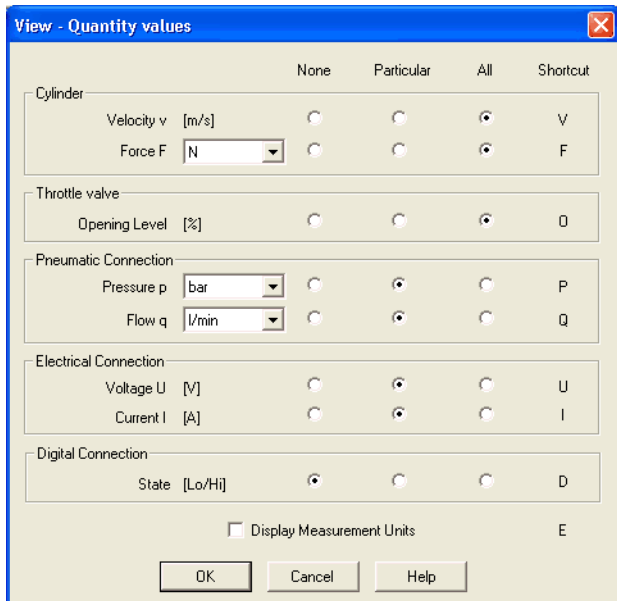 View - Quantity values
None Particular All Shortcut
Cylinder
Velocity v [m/s] V
Force F N F
Throttle valve
Opening Level [%] O
Pneumatic Connection
Pressure p bar P
Flow q l/min Q
Electrical Connection
Voltage U [V] U
Current I [A] I
Digital Connection
State [Lo/Hi] D
Display Measurement Units E
OK Cancel Help